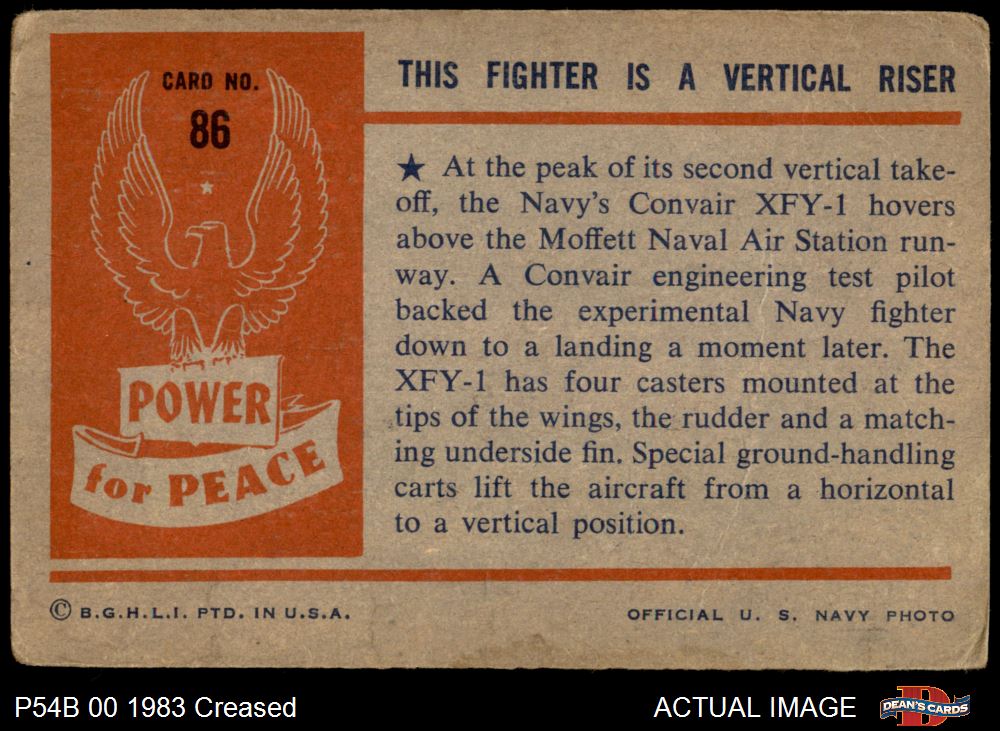 CARD NO.
86
POWER
for PEACE
THIS FIGHTER IS A VERTICAL RISER
★ At the peak of its second vertical take-
off, the Navy's Convair XFY-1 hovers
above the Moffett Naval Air Station run-
way. A Convair engineering test pilot
backed the experimental Navy fighter
down to a landing a moment later. The
XFY-1 has four casters mounted at the
tips of the wings, the rudder and a match-
ing underside fin. Special ground-handling
carts lift the aircraft from a horizontal
to a vertical position.
© B.G.H.L.I. PTD. IN U.S.A.
OFFICIAL U. S. NAVY PHOTO
P54B 00 1983 Creased
ACTUAL IMAGE
DEAN'S CARDS